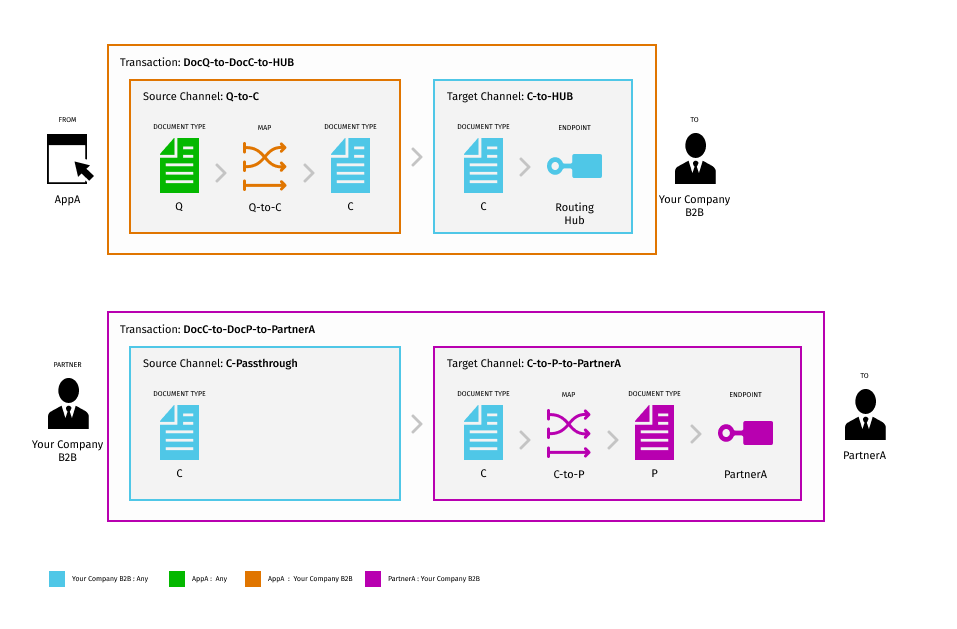 Transaction: DocQ-to-DocC-to-HUB
Source Channel: Q-to-C
Target Channel: C-to-HUB
FROM
DOCUMENT TYPE
MAP
DOCUMENT TYPE
DOCUMENT TYPE
ENDPOINT
TO
AppA
Q
Q-to-C
C
C
Routing
Hub
Your Company
B2B
Transaction: DocC-to-DocP-to-PartnerA
Source Channel: C-Passthrough
Target Channel: C-to-P-to-PartnerA
PARTNER
DOCUMENT TYPE
DOCUMENT TYPE
MAP
DOCUMENT TYPE
ENDPOINT
TO
Your Company
B2B
C
C
C-to-P
P
PartnerA
PartnerA
Your Company B2B : Any
AppA : Any
AppA : Your Company B2B
PartnerA : Your Company B2B